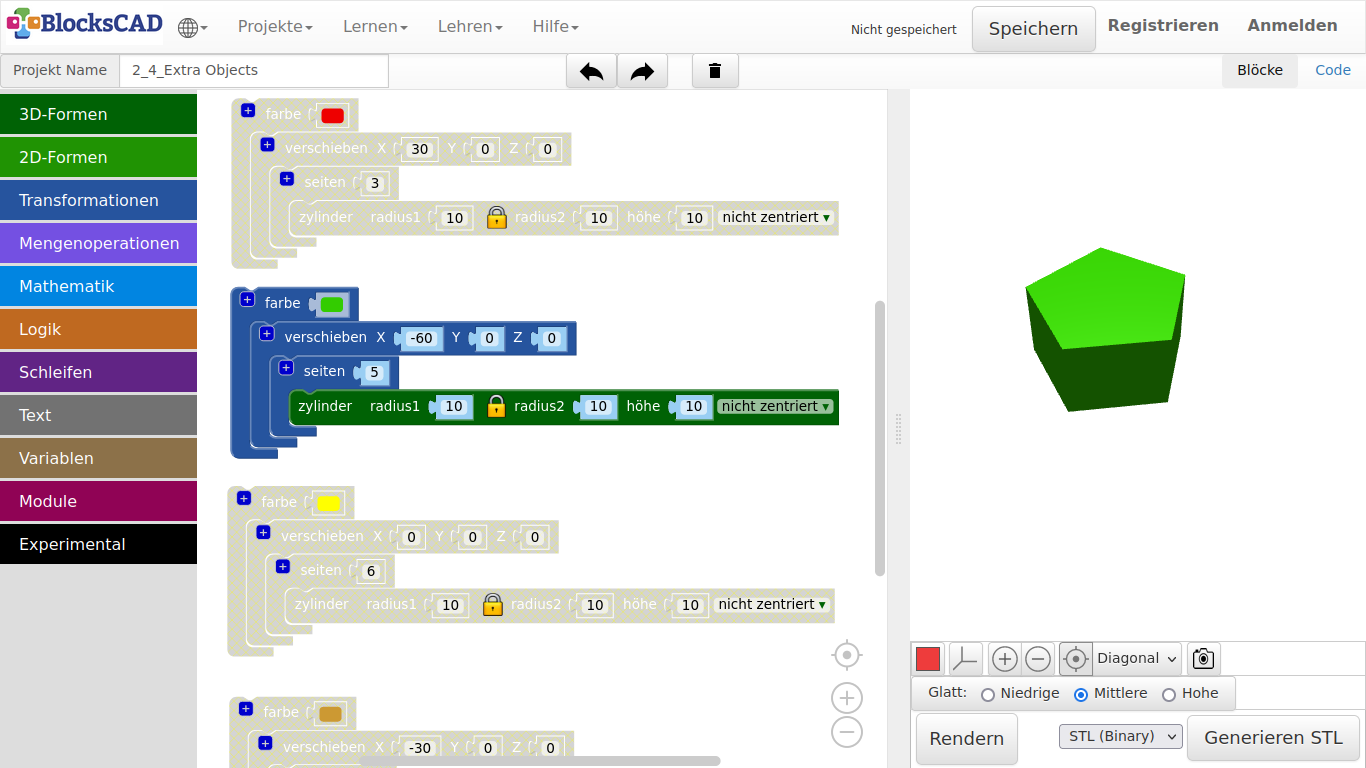 BlocksCAD Projekte Lernen Lehren Hilfe Nicht gespeichert Speichern Registrieren Anmelden
Projekt Name 2_4_Extra Objects Blöcke Code
3D-Formen
2D-Formen
Transformationen
Mengenoperationen
Mathematik
Logik
Schleifen
Text
Variablen
Module
Experimental
+ farbe
+ verschieben X 30 Y 0 Z 0
+ seiten 3
zylinder radius1 10 radius2 10 höhe 10 nicht zentriert ▾
+ farbe
+ verschieben X -60 Y 0 Z 0
+ seiten 5
zylinder radius1 10 radius2 10 höhe 10 nicht zentriert ▾
+ farbe
+ verschieben X 0 Y 0 Z 0
+ seiten 6
zylinder radius1 10 radius2 10 höhe 10 nicht zentriert ▾
+ farbe
+ verschieben X -30 Y 0 Z 0
Diagonal
Glatt: Niedrige Mittlere Hohe
Rendern STL (Binary) Generieren STL